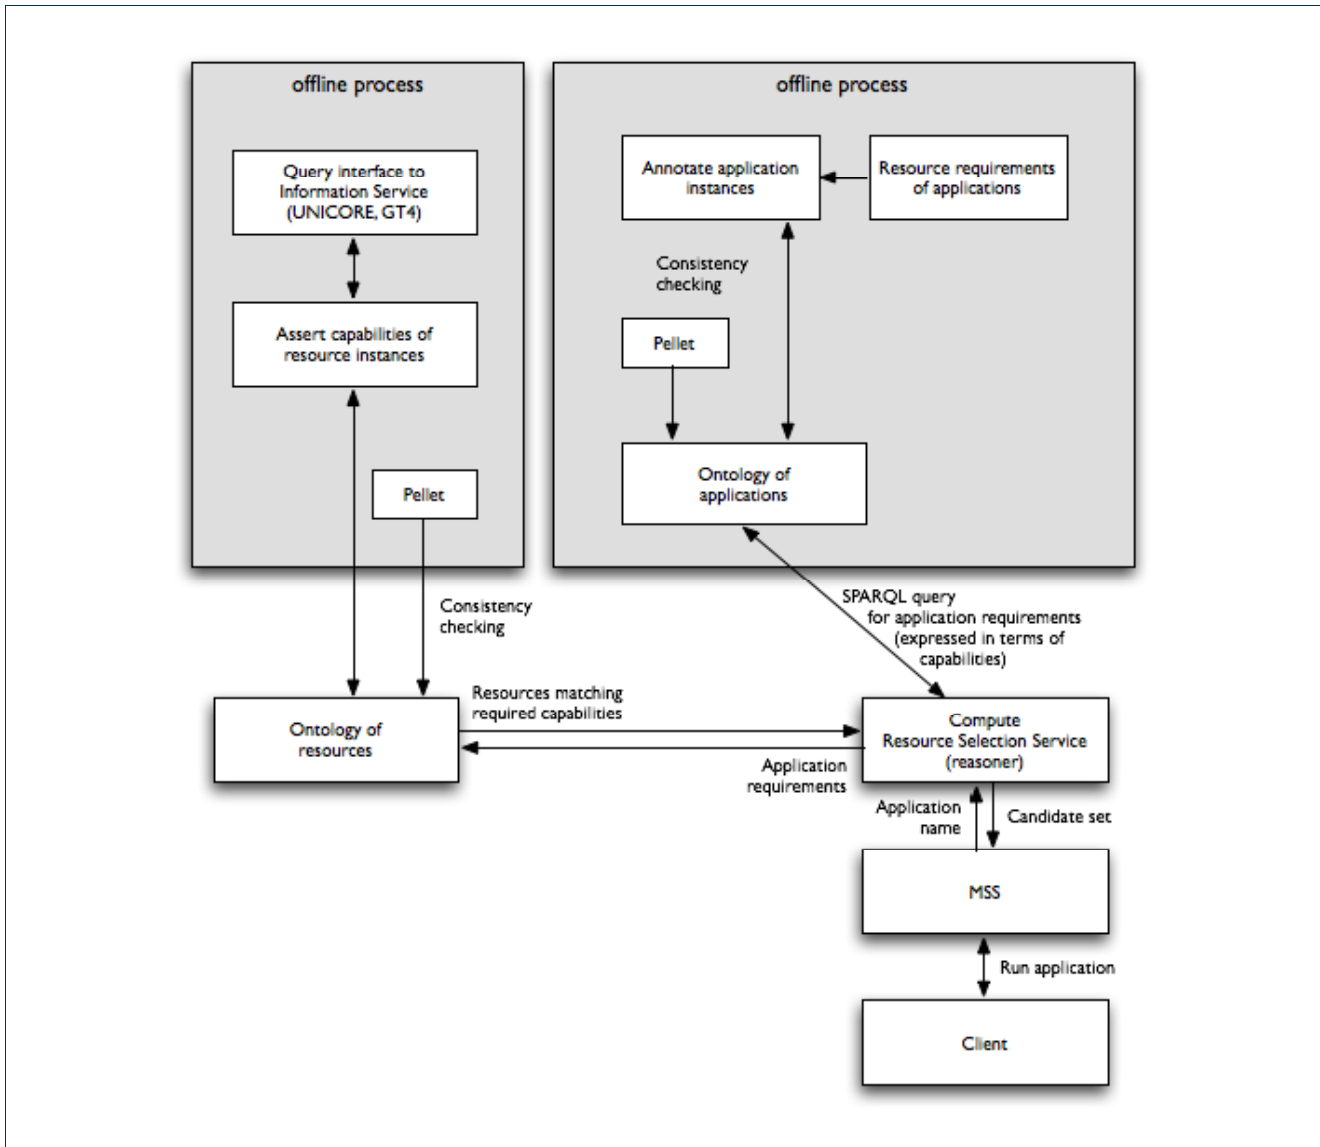 offline process
Query interface to
Information Service
(UNICORE, GT4)
Assert capabilities of
resource instances
Pellet
Consistency
checking
offline process
Annotate application
instances
Resource requirements
of applications
Consistency
checking
Pellet
Ontology of
applications
SPARQL query
for application requirements
(expressed in terms of
capabilities)
Ontology of
resources
Resources matching
required capabilities
Application
requirements
Compute
Resource Selection Service
(reasoner)
Application
name
Candidate set
MSS
Run application
Client